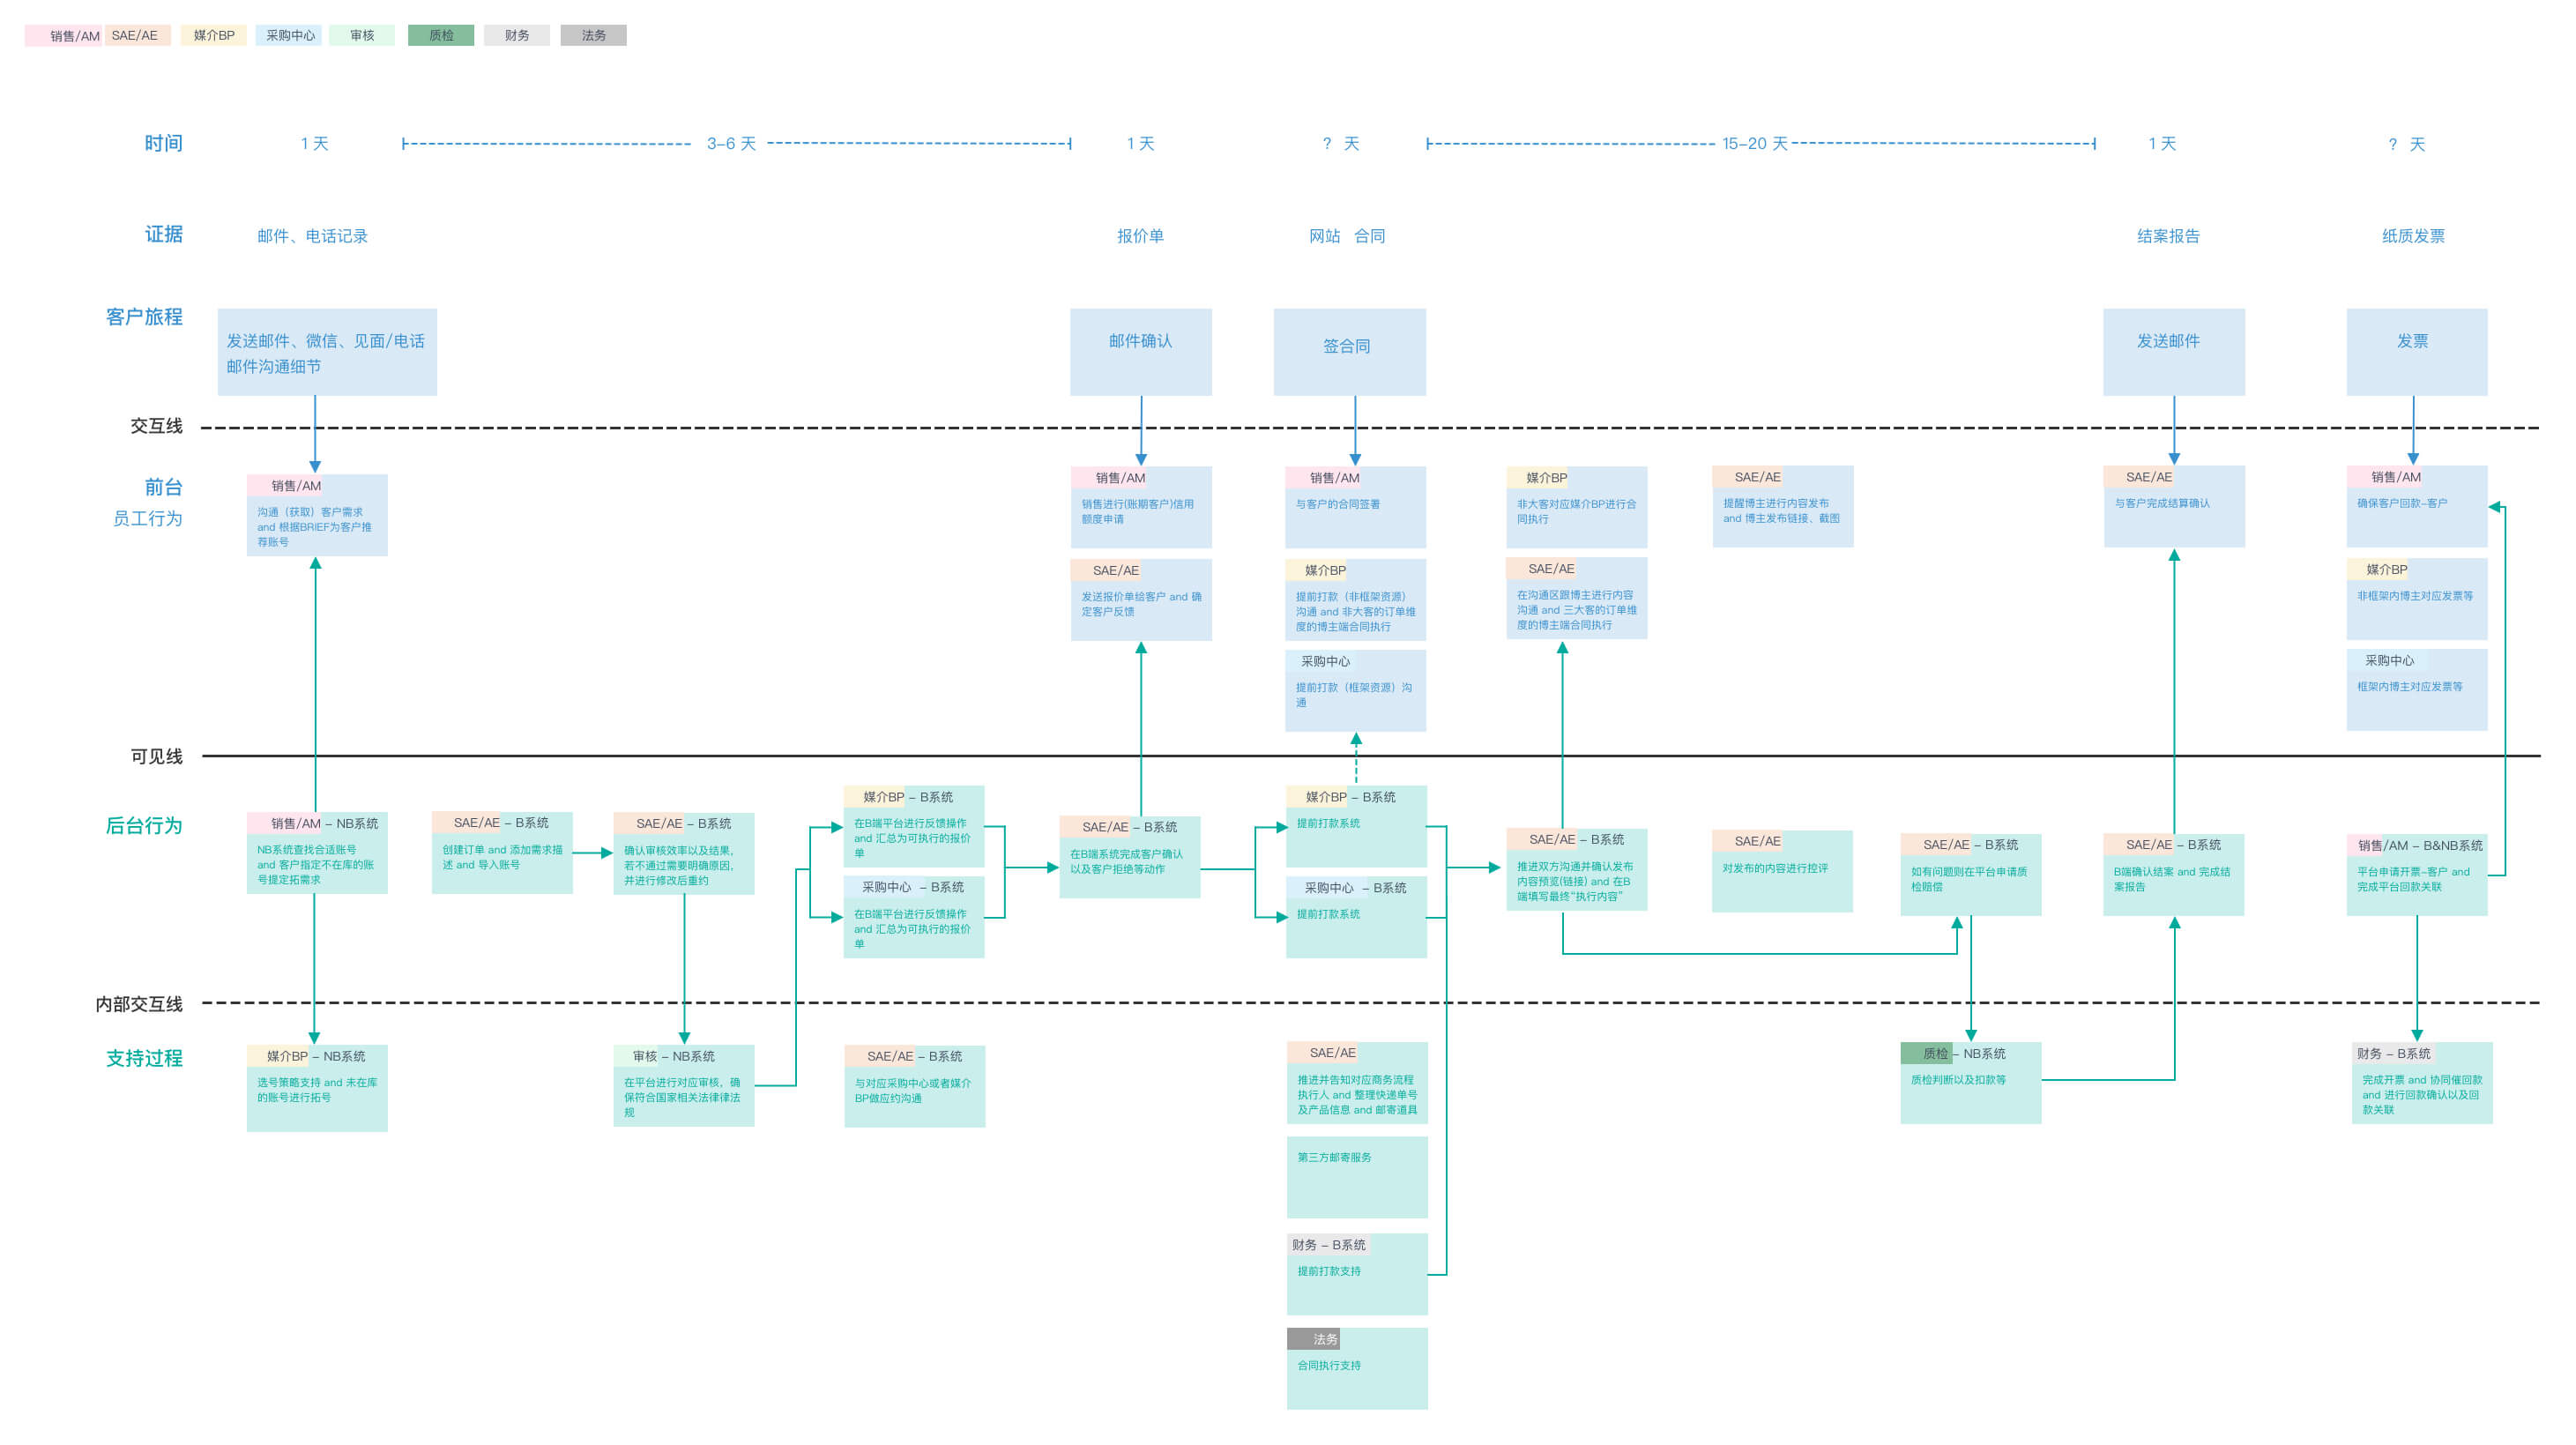 销售/AM
SAE/AE
媒介BP
采购中心
审核
质检
财务
法务
时间
1 天
3-6 天
1 天
? 天
15-20 天
1 天
? 天
证据
邮件、电话记录
报价单
网站 合同
结案报告
纸质发票
客户旅程
发送邮件、微信、见面/电话
邮件沟通细节
邮件确认
签合同
发送邮件
发票
交互线
前台
员工行为
销售/AM
沟通（获取）客户需求
and 根据BRIEF为客户推
荐账号
销售/AM
销售进行(账期客户)信用
额度申请
SAE/AE
发送报价单给客户 and 确
定客户反馈
销售/AM
与客户的合同签署
媒介BP
提前打款（非框架资源）
沟通 and 非大客的订单维
度的博主端合同执行
采购中心
提前打款（框架资源）沟
通
媒介BP
非大客对应媒介BP进行合
同执行
SAE/AE
在沟通区跟博主进行内容
沟通 and 三大客的订单维
度的博主端合同执行
SAE/AE
提醒博主进行内容发布
and 博主发布链接、截图
SAE/AE
与客户完成结算确认
销售/AM
确保客户回款-客户
媒介BP
非框架内博主对应发票等
采购中心
框架内博主对应发票等
可见线
后台行为
销售/AM - NB系统
NB系统查找合适账号
and 客户指定不在库的账
号提定拓需求
SAE/AE - B系统
创建订单 and 添加需求描
述 and 导入账号
SAE/AE - B系统
确认审核效率以及结果，
若不通过需要明确原因，
并进行修改后重约
媒介BP - B系统
在B端平台进行反馈操作
and 汇总为可执行的报价
单
采购中心 - B系统
在B端平台进行反馈操作
and 汇总为可执行的报价
单
SAE/AE - B系统
在B端系统完成客户确认
以及客户拒绝等动作
媒介BP - B系统
提前打款系统
采购中心 - B系统
提前打款系统
SAE/AE - B系统
推进双方沟通并确认发布
内容预览(链接) and 在B
端填写最终“执行内容”
SAE/AE
对发布的内容进行控评
SAE/AE - B系统
如有问题则在平台申请质
检赔偿
SAE/AE - B系统
B端确认结案 and 完成结
案报告
销售/AM - B&NB系统
平台申请开票-客户 and
完成平台回款关联
内部交互线
支持过程
媒介BP - NB系统
选号策略支持 and 未在库
的账号进行拓号
审核 - NB系统
在平台进行对应审核，确
保符合国家相关法律律法
规
SAE/AE - B系统
与对应采购中心或者媒介
BP做应约沟通
SAE/AE
推进并告知对应商务流程
执行人 and 整理快递单号
及产品信息 and 邮寄道具
第三方邮寄服务
财务 - B系统
提前打款支持
法务
合同执行支持
质检 - NB系统
质检判断以及扣款等
财务 - B系统
完成开票 and 协同催回款
and 进行回款确认以及回
款关联